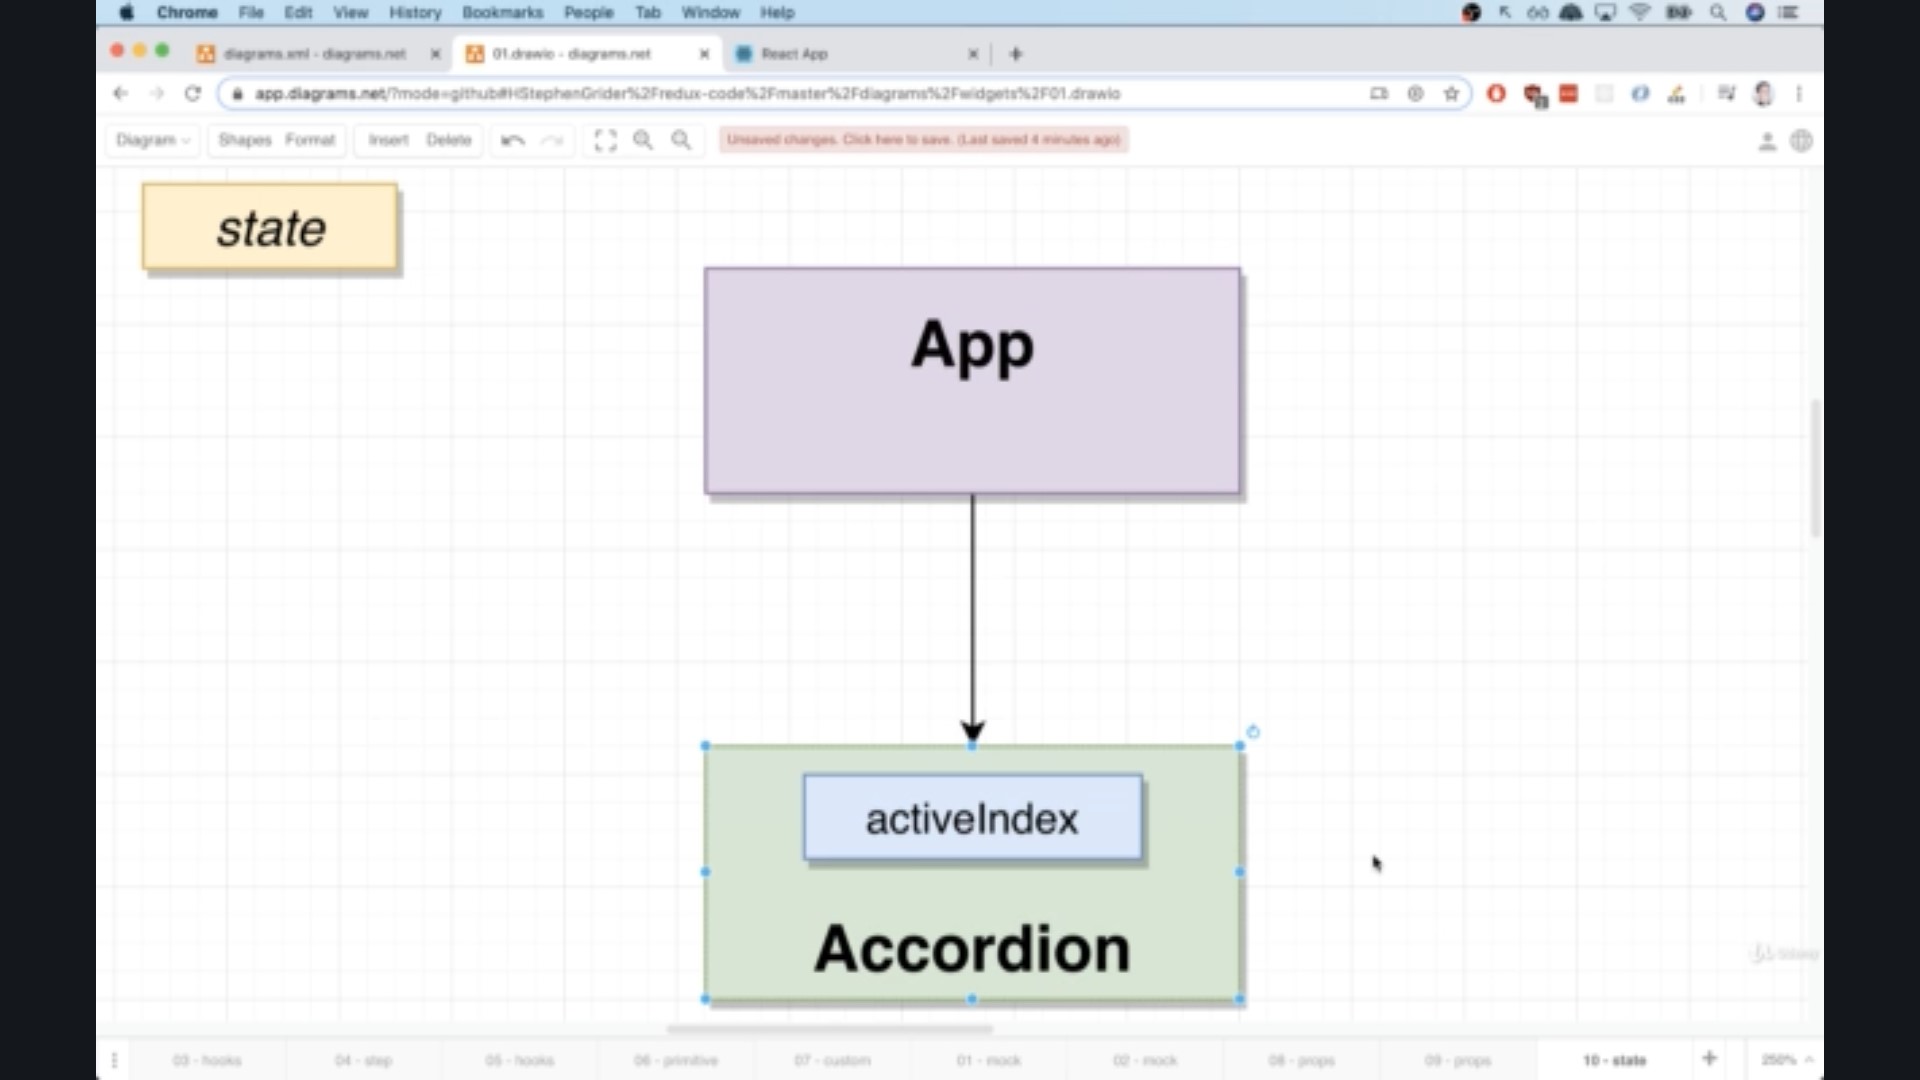 Chrome File Edit View History Bookmarks People Tab Window Help
diagrams.xml - diagrams.net
01.drawio - diagrams.net
React App
app.diagrams.net/?mode=github#HStephenGrider%2Fredux-code%2Fmaster%2Fdiagrams%2Fwidgets%2F01.drawio
Diagram Shapes Format Insert Delete
Unsaved changes. Click here to save. (Last saved 4 minutes ago)
state
App
activeIndex
Accordion
03 - hooks 04 - step 05 - hooks 06 - primitive 07 - custom 01 - mock 02 - mock 08 - props 09 - props 10 - state 250%